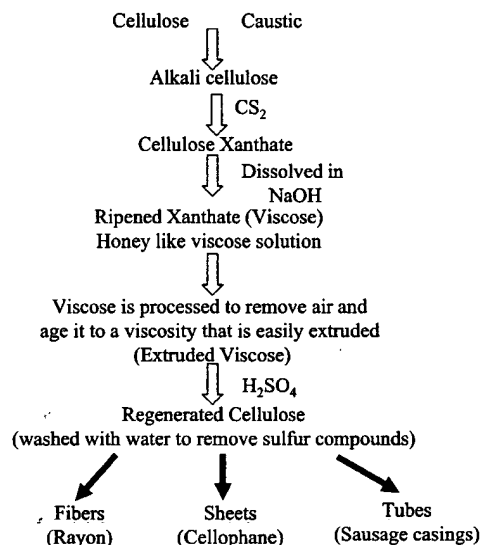 Cellulose Caustic
Alkali cellulose
CS2
Cellulose Xanthate
Dissolved in
NaOH
Ripened Xanthate (Viscose)
Honey like viscose solution
Viscose is processed to remove air and
age it to a viscosity that is easily extruded
(Extruded Viscose)
H2SO4
Regenerated Cellulose
(washed with water to remove sulfur compounds)
Fibers Sheets Tubes
(Rayon) (Cellophane) (Sausage casings)